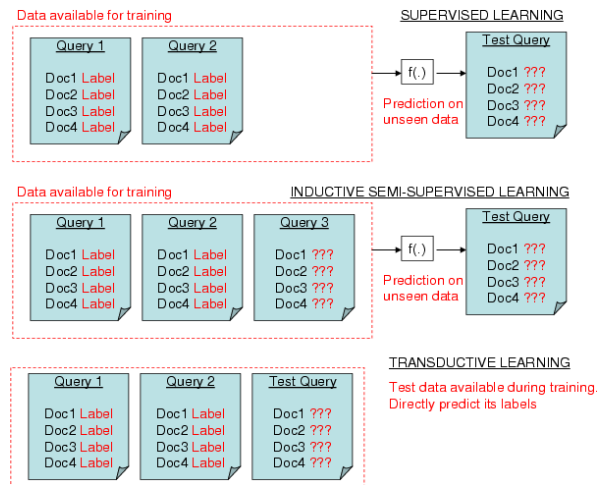 Data available for training
SUPERVISED LEARNING
Query 1
Doc1 Label
Doc2 Label
Doc3 Label
Doc4 Label
Query 2
Doc1 Label
Doc2 Label
Doc3 Label
Doc4 Label
f(.)
Prediction on
unseen data
Test Query
Doc1 ???
Doc2 ???
Doc3 ???
Doc4 ???
Data available for training
INDUCTIVE SEMI-SUPERVISED LEARNING
Query 1
Doc1 Label
Doc2 Label
Doc3 Label
Doc4 Label
Query 2
Doc1 Label
Doc2 Label
Doc3 Label
Doc4 Label
Query 3
Doc1 ???
Doc2 ???
Doc3 ???
Doc4 ???
f(.)
Prediction on
unseen data
Test Query
Doc1 ???
Doc2 ???
Doc3 ???
Doc4 ???
Query 1
Doc1 Label
Doc2 Label
Doc3 Label
Doc4 Label
Query 2
Doc1 Label
Doc2 Label
Doc3 Label
Doc4 Label
Test Query
Doc1 ???
Doc2 ???
Doc3 ???
Doc4 ???
TRANSDUCTIVE LEARNING
Test data available during training.
Directly predict its labels